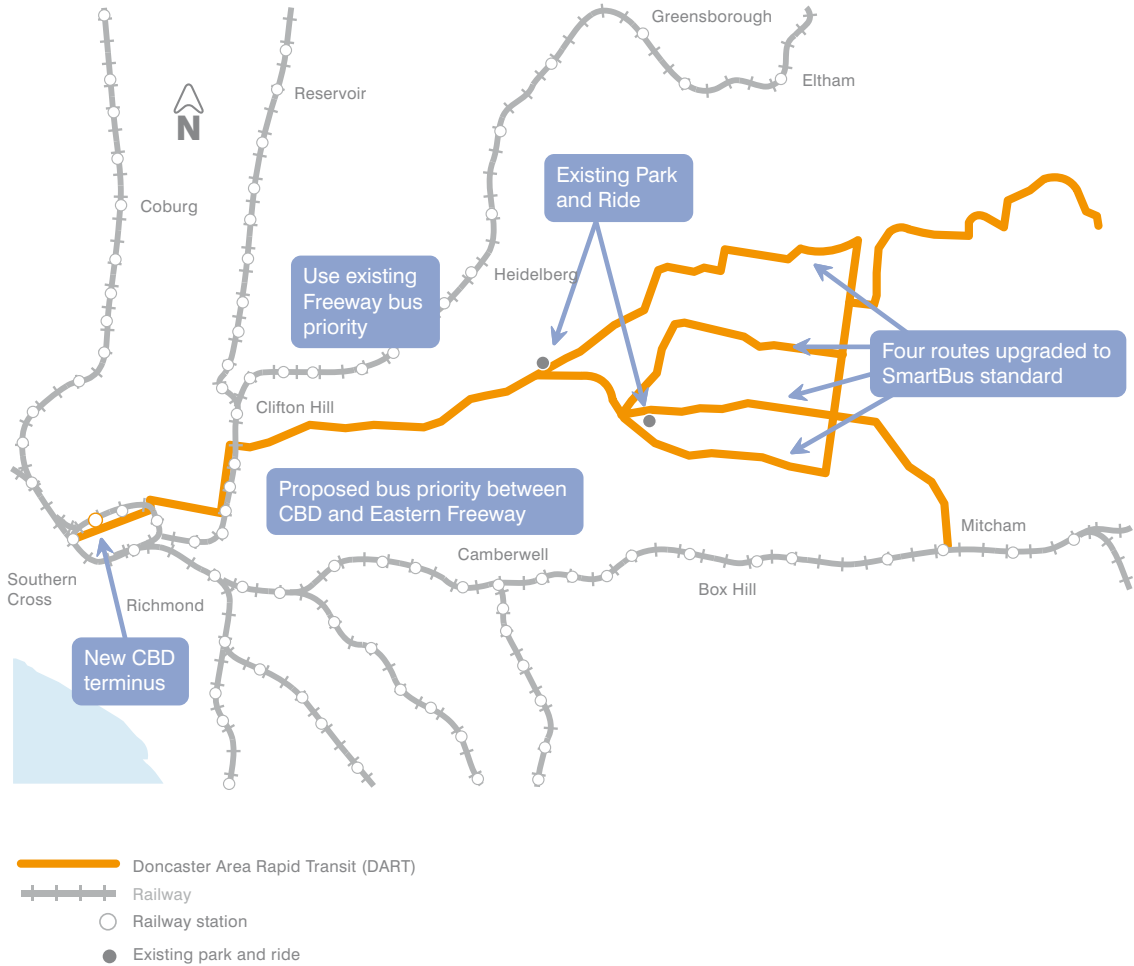 Greensborough
Eltham
Reservoir
N
Existing Park
and Ride
Coburg
Use existing
Freeway bus
priority
Heidelberg
Four routes upgraded to
SmartBus standard
Clifton Hill
Proposed bus priority between
CBD and Eastern Freeway
Mitcham
Camberwell
Box Hill
Southern
Cross
Richmond
New CBD
terminus
Doncaster Area Rapid Transit (DART)
Railway
Railway station
Existing park and ride